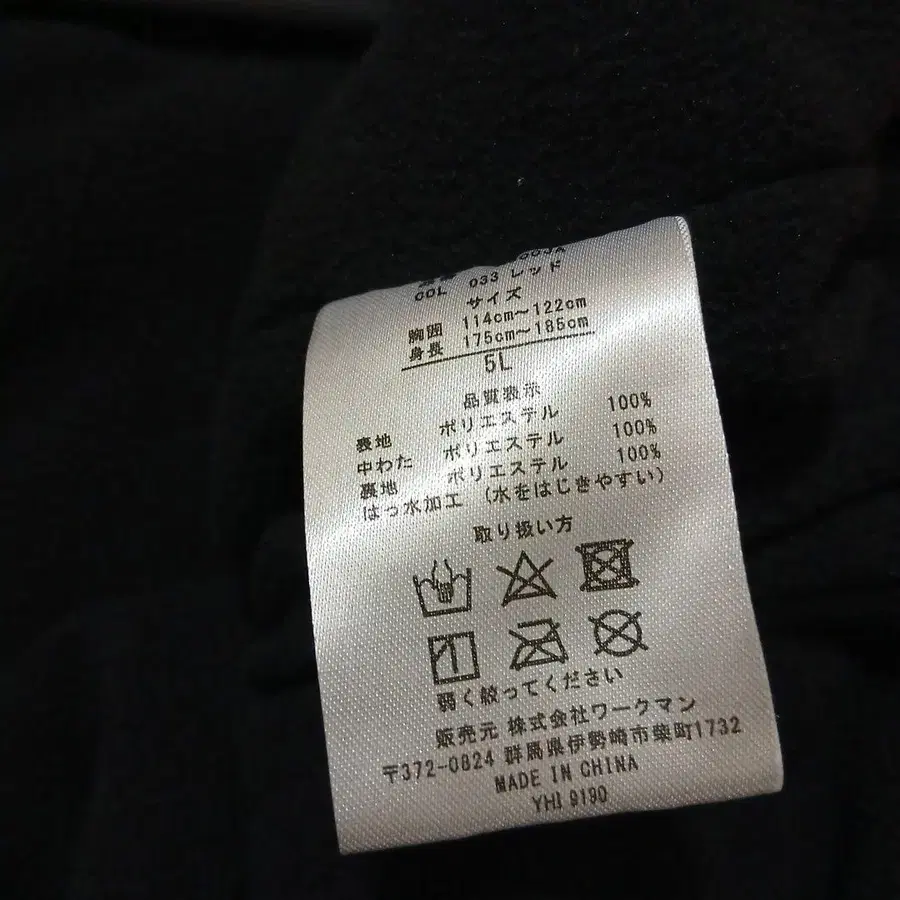 COL 033 レッド
サイズ
胸囲 114cm～122cm
身長 175cm～185cm
5L
品質表示
表地 ポリエステル 100%
中わた ポリエステル 100%
裏地 ポリエステル 100%
はっ水加工 (水をはじきやすい)
取り扱い方
弱く絞ってください
販売元 株式会社ワークマン
〒372-0824 群馬県伊勢崎市柴町1732
MADE IN CHINA
YHI 9190